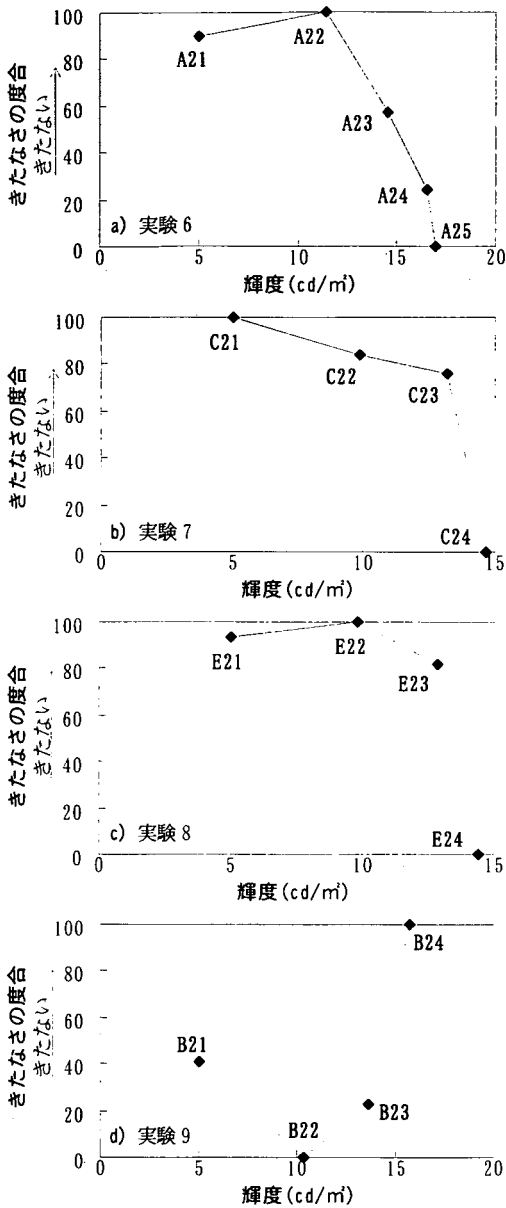 きたなさの度合
きたない
100
80
60
40
20
0
A21
A22
A23
A24
A25
a) 実験6
5
10
15
20
輝度(cd/㎡)
きたなさの度合
きたない
100
80
60
40
20
0
C21
C22
C23
C24
b) 実験7
0
5
10
15
輝度(cd/㎡)
きたなさの度合
きたない
100
80
60
40
20
0
E21
E22
E23
E24
c) 実験8
0
5
10
15
輝度(cd/㎡)
きたなさの度合
きたない
100
80
60
40
20
0
B21
B22
B23
B24
d) 実験9
0
5
10
15
20
輝度(cd/㎡)